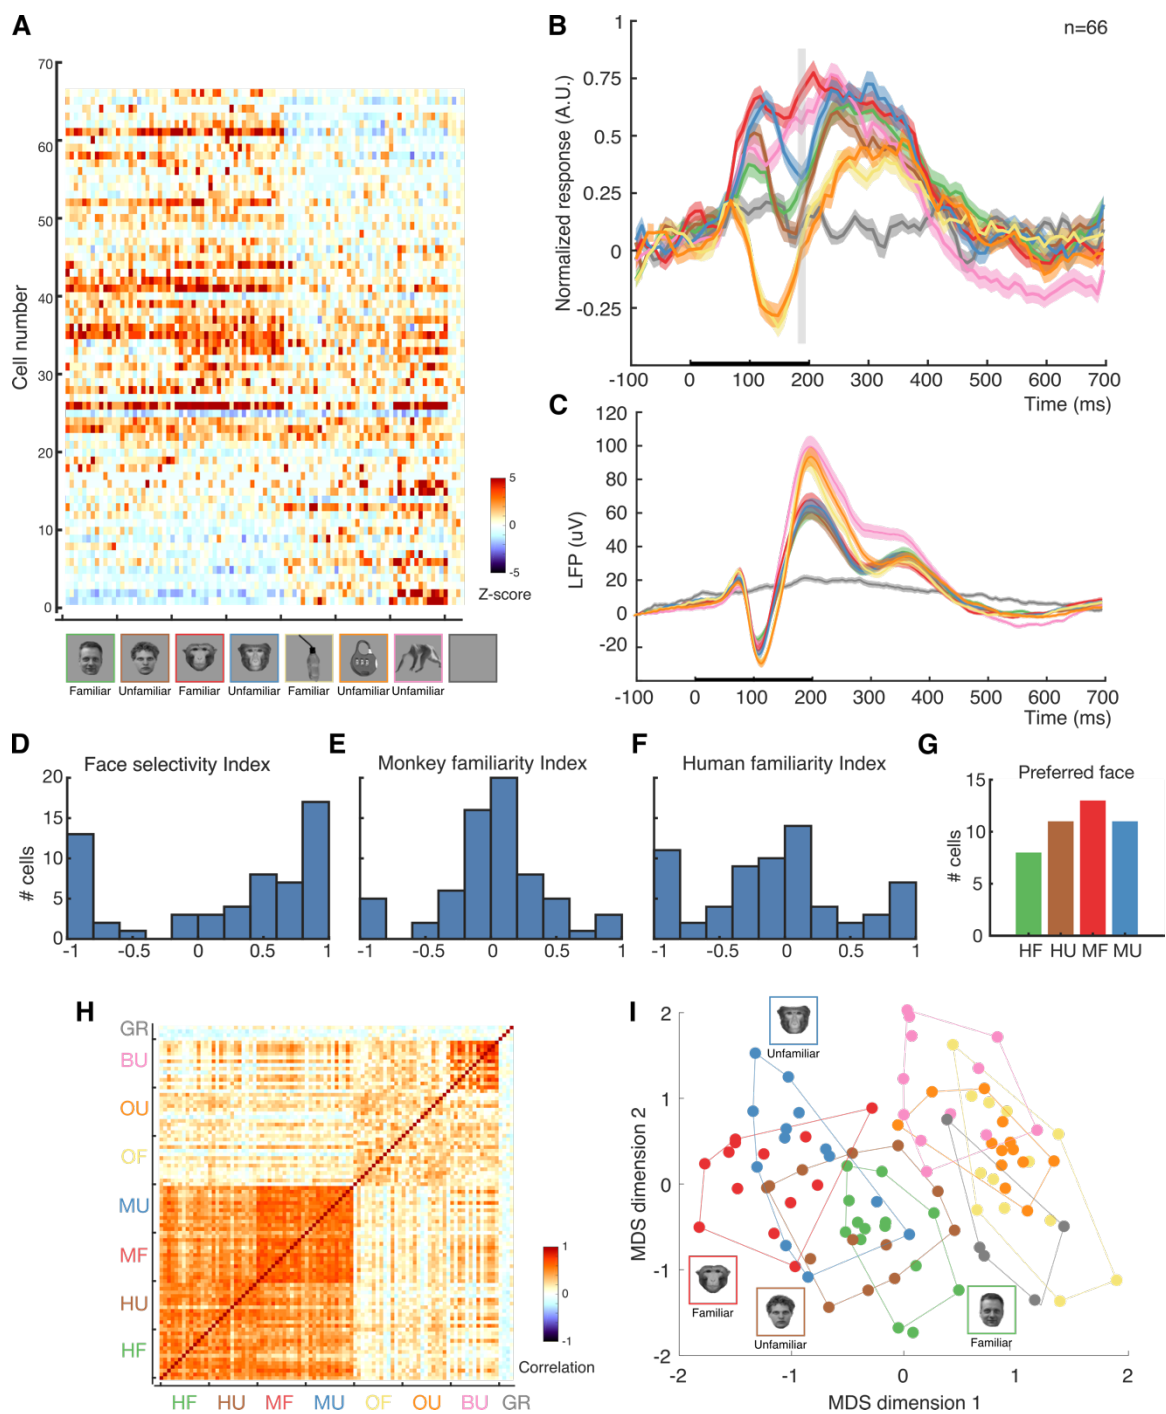 A
70
60
50
40
30
20
10
0
Cell number
5
0
-5
Z-score
Familiar
Unfamiliar
Familiar
Unfamiliar
Familiar
Unfamiliar
Unfamiliar
B
n=66
1
0.75
0.5
0.25
0
-0.25
Normalized response (A.U.)
-100 0 100 200 300 400 500 600 700
Time (ms)
C
120
100
80
60
40
20
0
-20
LFP (uV)
-100 0 100 200 300 400 500 600 700
Time (ms)
D
Face selectivity Index
20
15
10
5
0
# cells
-1 -0.5 0 0.5 1
E
Monkey familiarity Index
-1 -0.5 0 0.5 1
F
Human familiarity Index
-1 -0.5 0 0.5 1
G
Preferred face
15
10
5
0
# cells
HF HU MF MU
H
GR
BU
OU
OF
MU
MF
HU
HF
HF HU MF MU OF OU BU GR
1
0
-1
Correlation
I
2
1
0
-1
-2
MDS dimension 2
Unfamiliar
Familiar
Unfamiliar
Familiar
-2 -1 0 1 2
MDS dimension 1